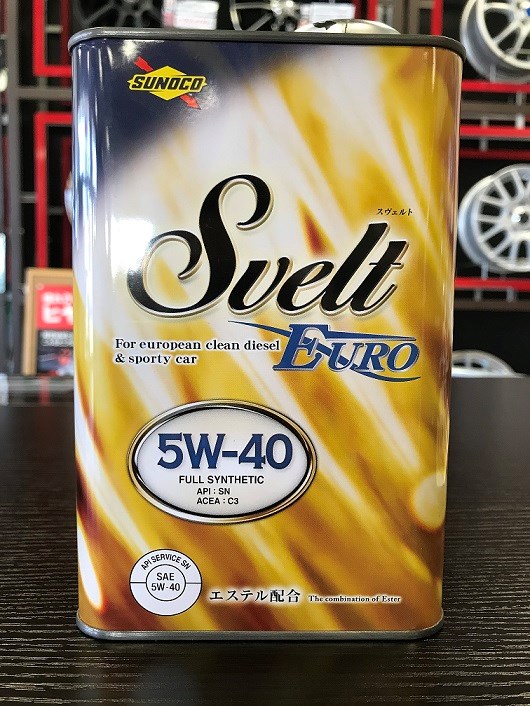 SUNOCO
スヴェルト
Svelt
EURO
For european clean diesel
& sporty car
5W-40
FULL SYNTHETIC
API : SN
ACEA : C3
API SERVICE SN
SAE
5W-40
エステル配合 The combination of Ester